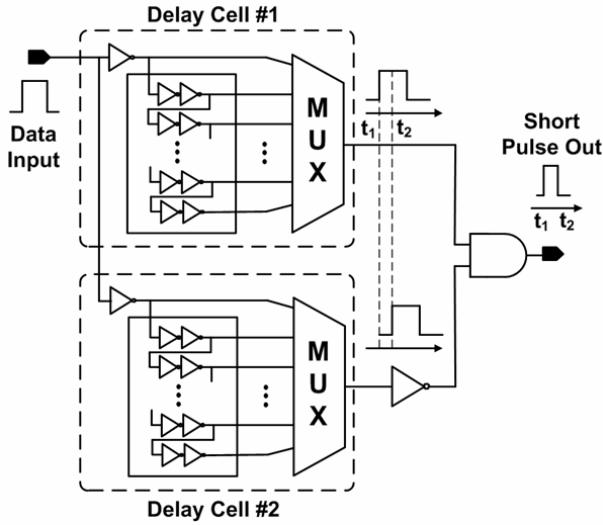 Delay Cell #1
Data
Input
M
U
X
t1
t2
Short
Pulse Out
t1 t2
M
U
X
Delay Cell #2